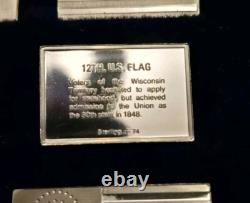 12TH. U.S. FLAG
Voters of the Wisconsin
Territory hesitated to apply
for statehood, but achieved
admission to the Union as
the 30th state in 1848.
Sterling 74